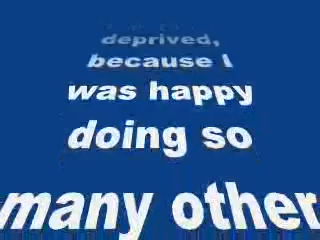 deprived,
because I
was happy
doing so
many other